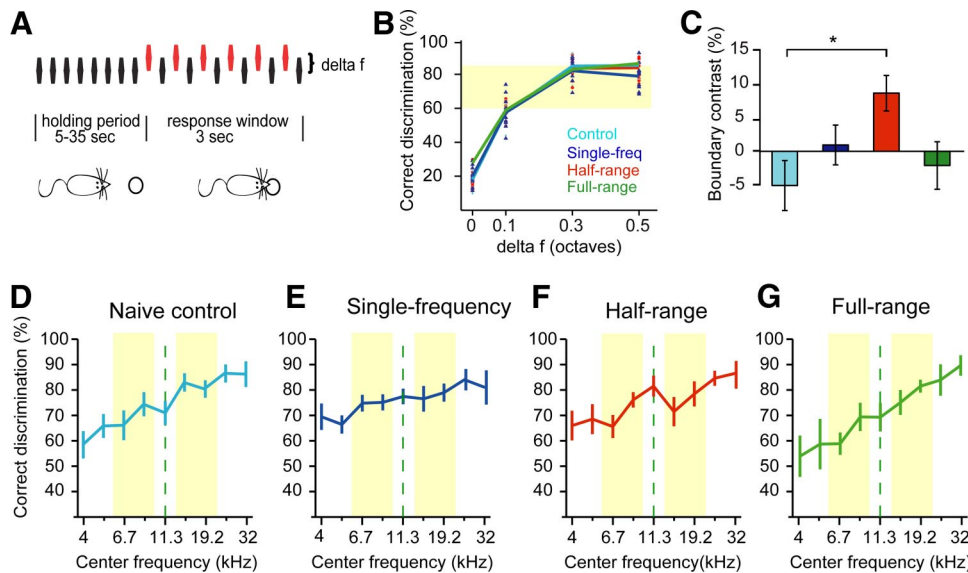 A
delta f
holding period
5-35 sec
response window
3 sec
B
Correct discrimination (%)
100
80
60
40
20
0
0.1
0.3
0.5
delta f (octaves)
Control
Single-freq
Half-range
Full-range
C
Boundary contrast (%)
15
10
5
0
-5
*
D
Naive control
Correct discrimination (%)
100
90
80
70
60
50
40
4
6.7
11.3
19.2
32
Center frequency (kHz)
E
Single-frequency
100
90
80
70
60
50
40
4
6.7
11.3
19.2
32
Center frequency (kHz)
F
Half-range
100
90
80
70
60
50
40
4
6.7
11.3
19.2
32
Center frequency(kHz)
G
Full-range
100
90
80
70
60
50
40
4
6.7
11.3
19.2
32
Center frequency (kHz)